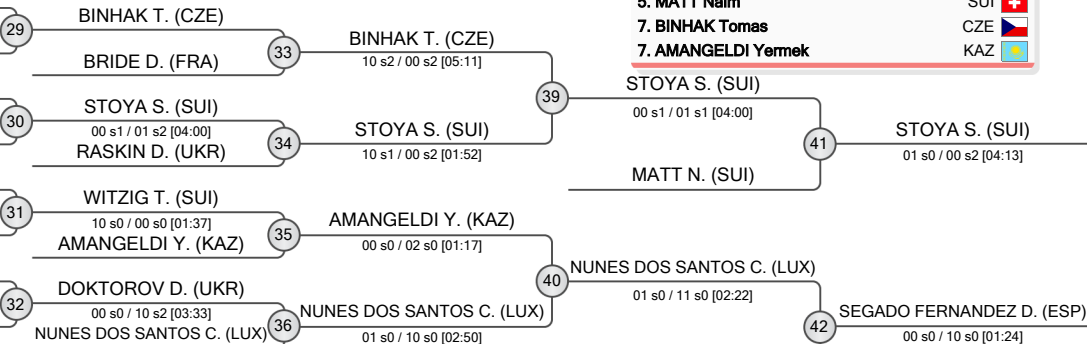 5. MATT Naim SUI
7. BINHAK Tomas CZE
7. AMANGELDI Yermek KAZ
29
BINHAK T. (CZE)
BRIDE D. (FRA)
33
BINHAK T. (CZE)
10 s2 / 00 s2 [05:11]
30
STOYA S. (SUI)
00 s1 / 01 s2 [04:00]
RASKIN D. (UKR)
34
STOYA S. (SUI)
10 s1 / 00 s2 [01:52]
39
STOYA S. (SUI)
00 s1 / 01 s1 [04:00]
MATT N. (SUI)
41
STOYA S. (SUI)
01 s0 / 00 s2 [04:13]
31
WITZIG T. (SUI)
10 s0 / 00 s0 [01:37]
AMANGELDI Y. (KAZ)
35
AMANGELDI Y. (KAZ)
00 s0 / 02 s0 [01:17]
32
DOKTOROV D. (UKR)
00 s0 / 10 s2 [03:33]
NUNES DOS SANTOS C. (LUX)
36
NUNES DOS SANTOS C. (LUX)
01 s0 / 10 s0 [02:50]
40
NUNES DOS SANTOS C. (LUX)
01 s0 / 11 s0 [02:22]
42
SEGADO FERNANDEZ D. (ESP)
00 s0 / 10 s0 [01:24]